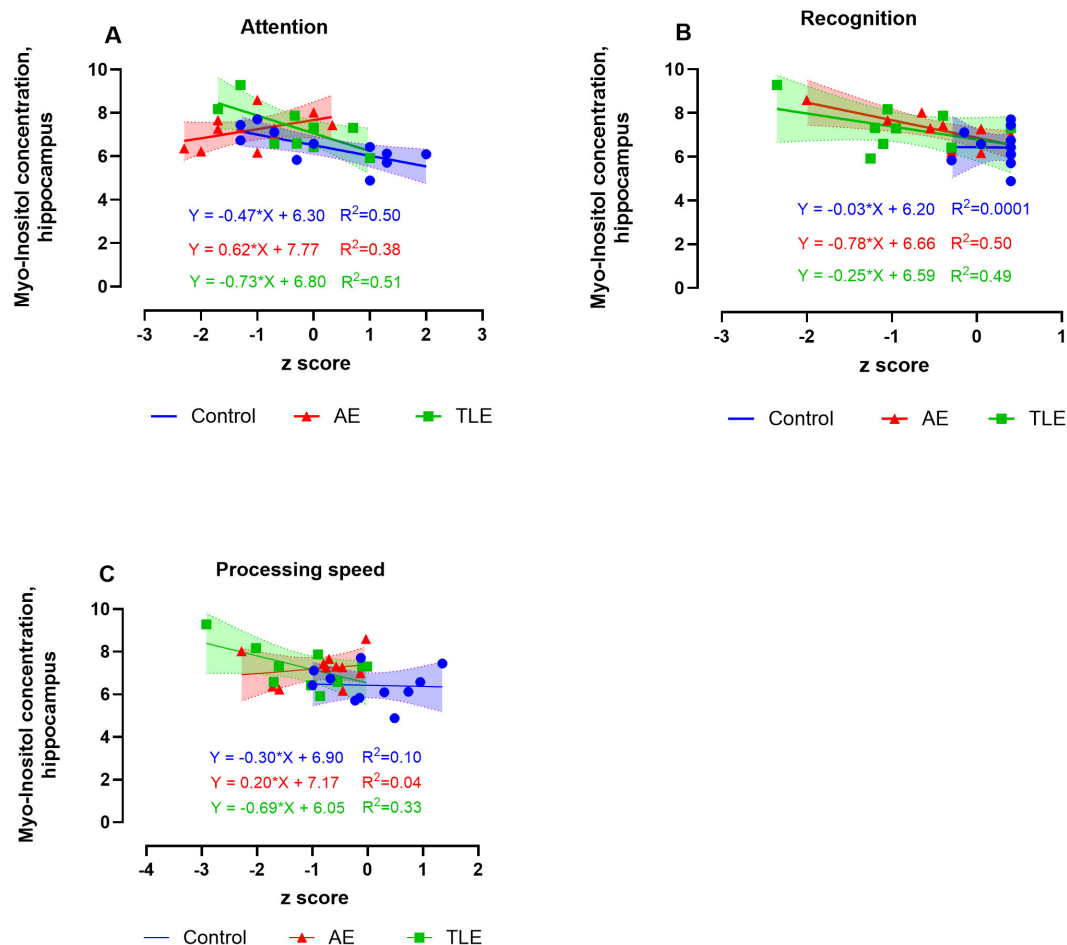 A Attention
Myo-Inositol concentration,
hippocampus
10
8
6
4
2
0
Y = -0.47*X + 6.30 R²=0.50
Y = 0.62*X + 7.77 R²=0.38
Y = -0.73*X + 6.80 R²=0.51
-3 -2 -1 0 1 2 3
z score
Control AE TLE
B Recognition
Myo-Inositol concentration,
hippocampus
10
8
6
4
2
0
Y = -0.03*X + 6.20 R²=0.0001
Y = -0.78*X + 6.66 R²=0.50
Y = -0.25*X + 6.59 R²=0.49
-3 -2 -1 0 1
z score
Control AE TLE
C Processing speed
Myo-Inositol concentration,
hippocampus
10
8
6
4
2
0
Y = -0.30*X + 6.90 R²=0.10
Y = 0.20*X + 7.17 R²=0.04
Y = -0.69*X + 6.05 R²=0.33
-4 -3 -2 -1 0 1 2
z score
Control AE TLE